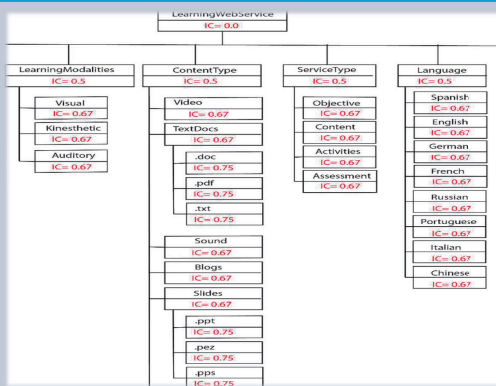 LearningWebService
IC= 0.0
LearningModalities
IC= 0.5
Visual
IC= 0.67
Kinesthetic
IC= 0.67
Auditory
IC= 0.67
ContentType
IC= 0.5
Video
IC= 0.67
TextDocs
IC= 0.67
.doc
IC= 0.75
.pdf
IC= 0.75
.txt
IC= 0.75
Sound
IC= 0.67
Blogs
IC= 0.67
Slides
IC= 0.67
.ppt
IC= 0.75
.pez
IC= 0.75
.pps
IC= 0.75
ServiceType
IC= 0.5
Objective
IC= 0.67
Content
IC= 0.67
Activities
IC= 0.67
Assessment
IC= 0.67
Language
IC= 0.5
Spanish
IC= 0.67
English
IC= 0.67
German
IC= 0.67
French
IC= 0.67
Russian
IC= 0.67
Portuguese
IC= 0.67
Italian
IC= 0.67
Chinese
IC= 0.67